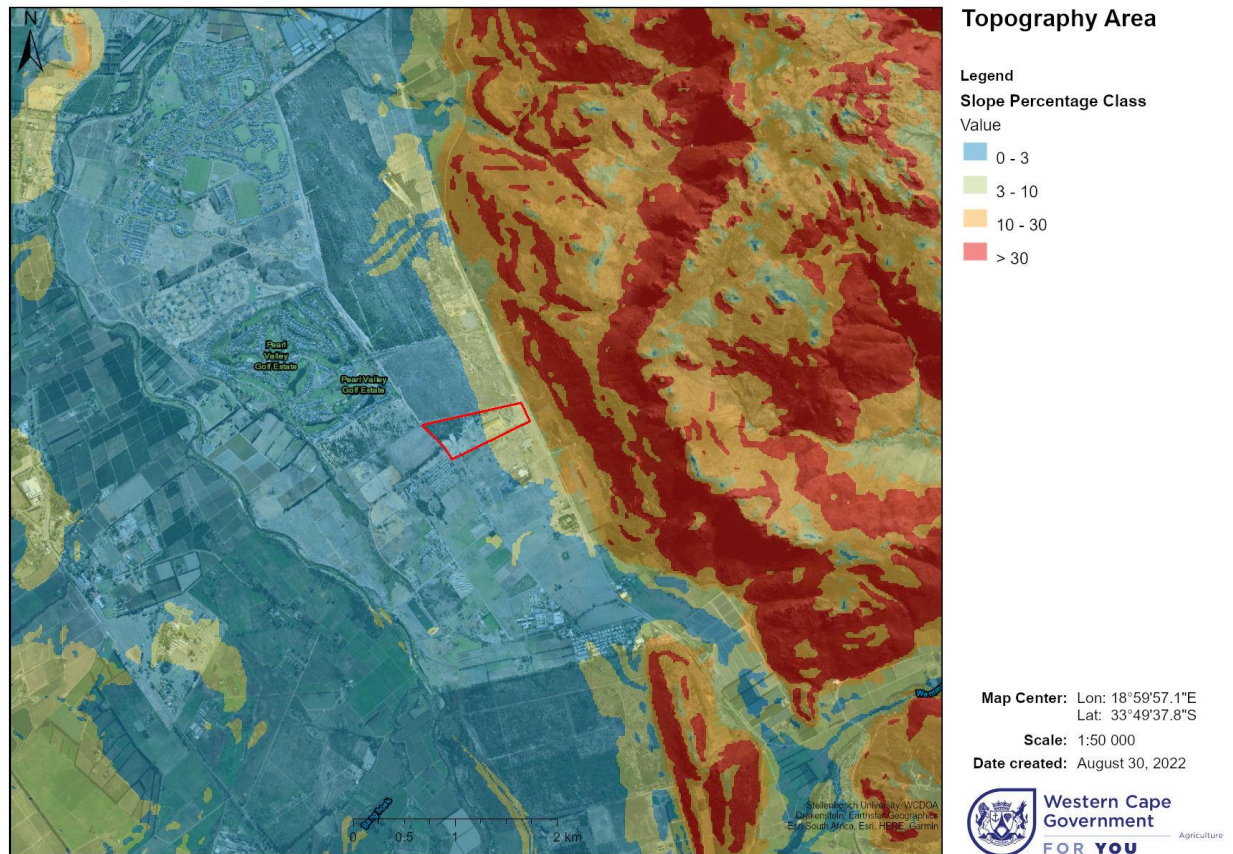 Topography Area
N
Legend
Slope Percentage Class
Value
0 - 3
3 - 10
10 - 30
> 30
Pearl
Valley
Golf Estate
Pearl Valley
Golf Estate
Map Center: Lon: 18°59'57.1"E
Lat: 33°49'37.8"S
Scale: 1:50 000
Date created: August 30, 2022
Stellenbosch University, WCDOA,
Drakenstein, Earthstar Geographics
Esri South Africa, Esri, HERE, Garmin
0 0.5 1 2 km
Western Cape
Government
Agriculture
FOR YOU